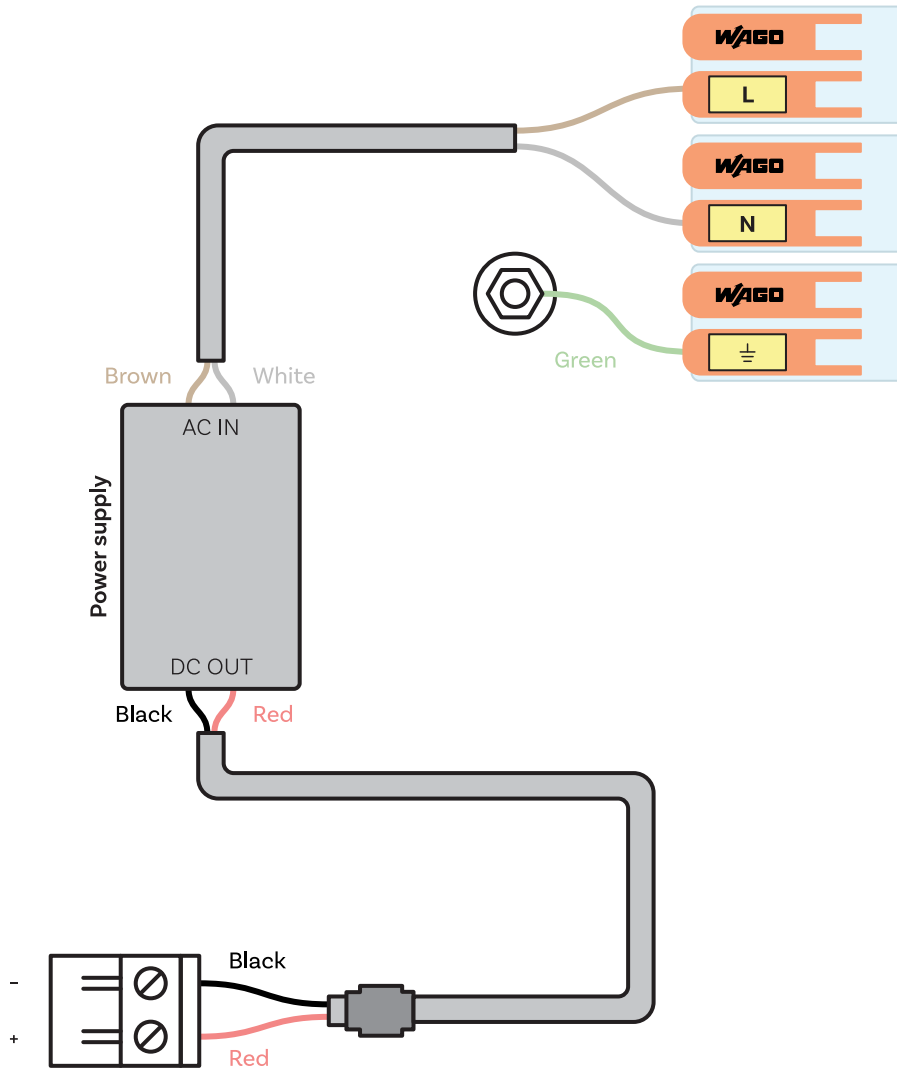 WAGO
L
WAGO
N
WAGO
Green
Brown
White
AC IN
Power supply
DC OUT
Black
Red
Black
-
+
Red